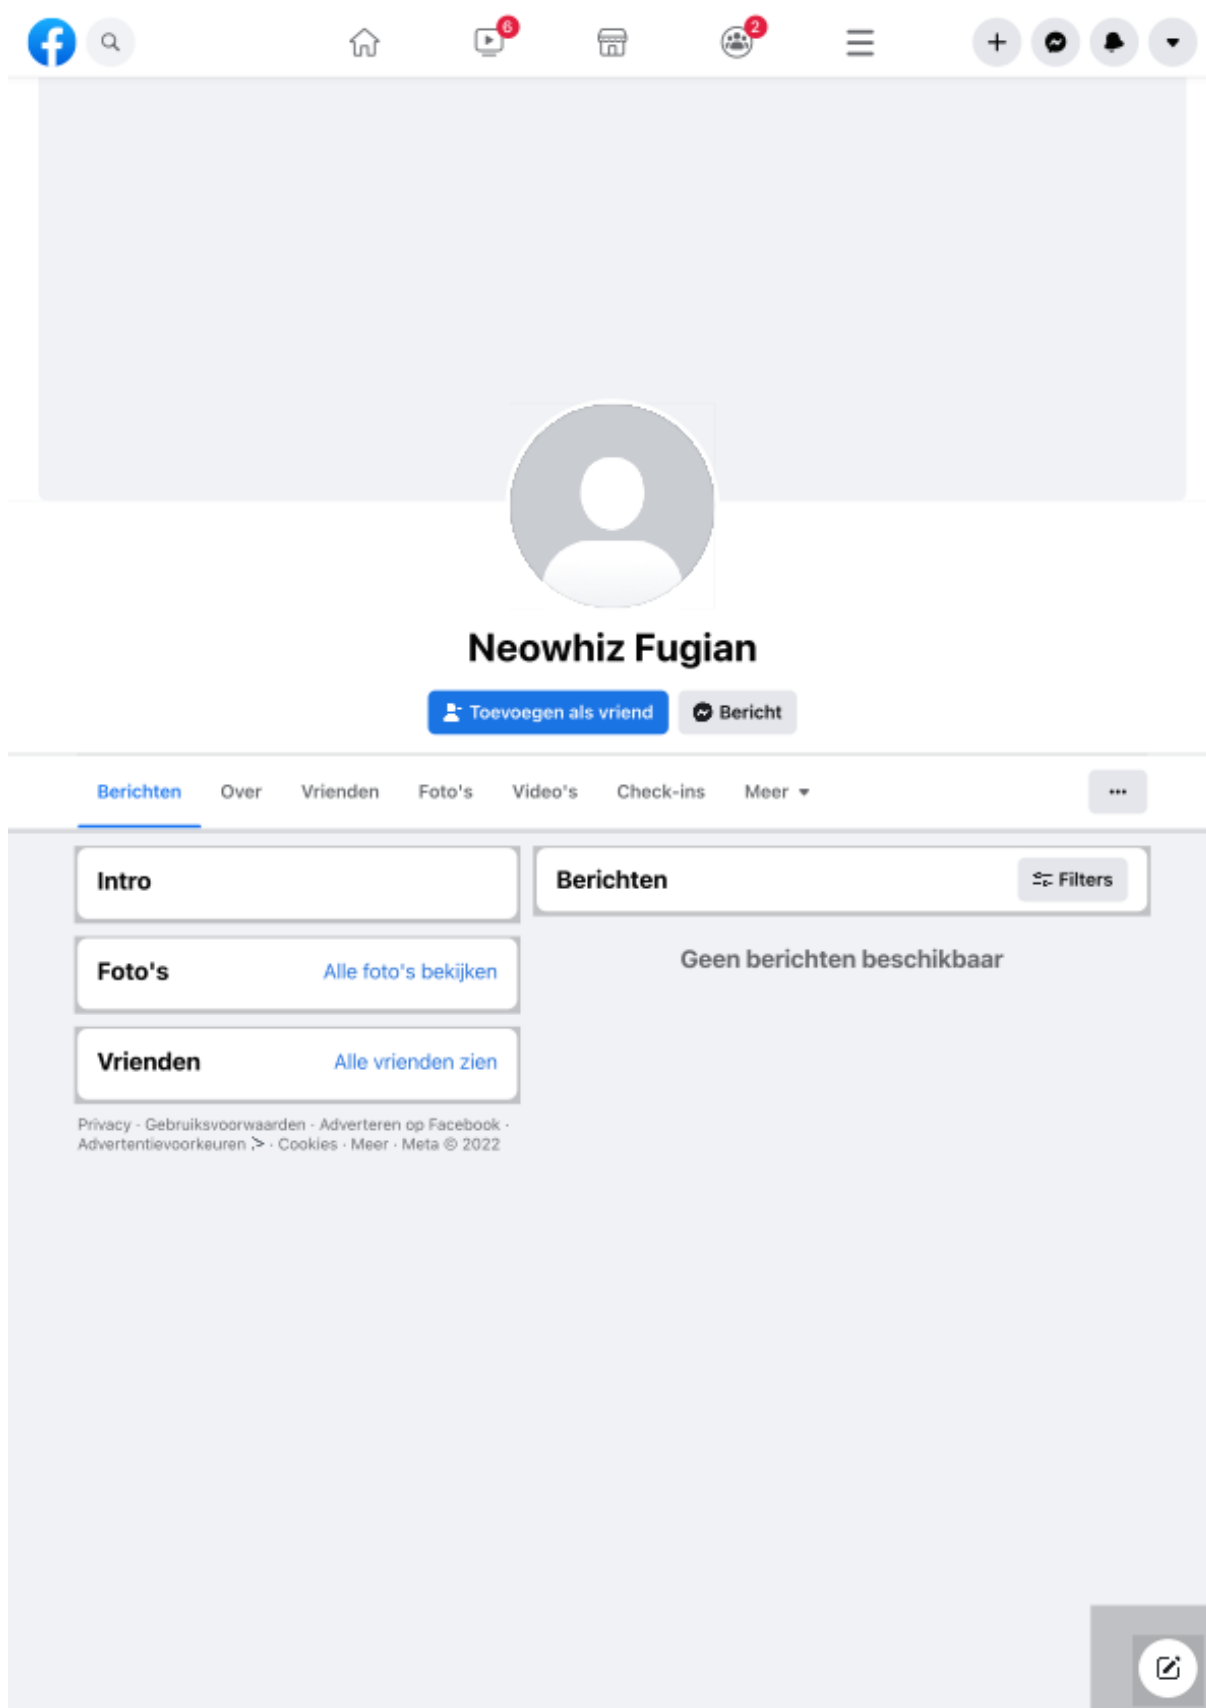 6
2
Neowhiz Fugian
Toevoegen als vriend
Bericht
Berichten Over Vrienden Foto's Video's Check-ins Meer
Intro
Berichten
Filters
Geen berichten beschikbaar
Foto's
Alle foto's bekijken
Vrienden
Alle vrienden zien
Privacy · Gebruiksvoorwaarden · Adverteren op Facebook ·
Advertentievoorkeuren · Cookies · Meer · Meta © 2022